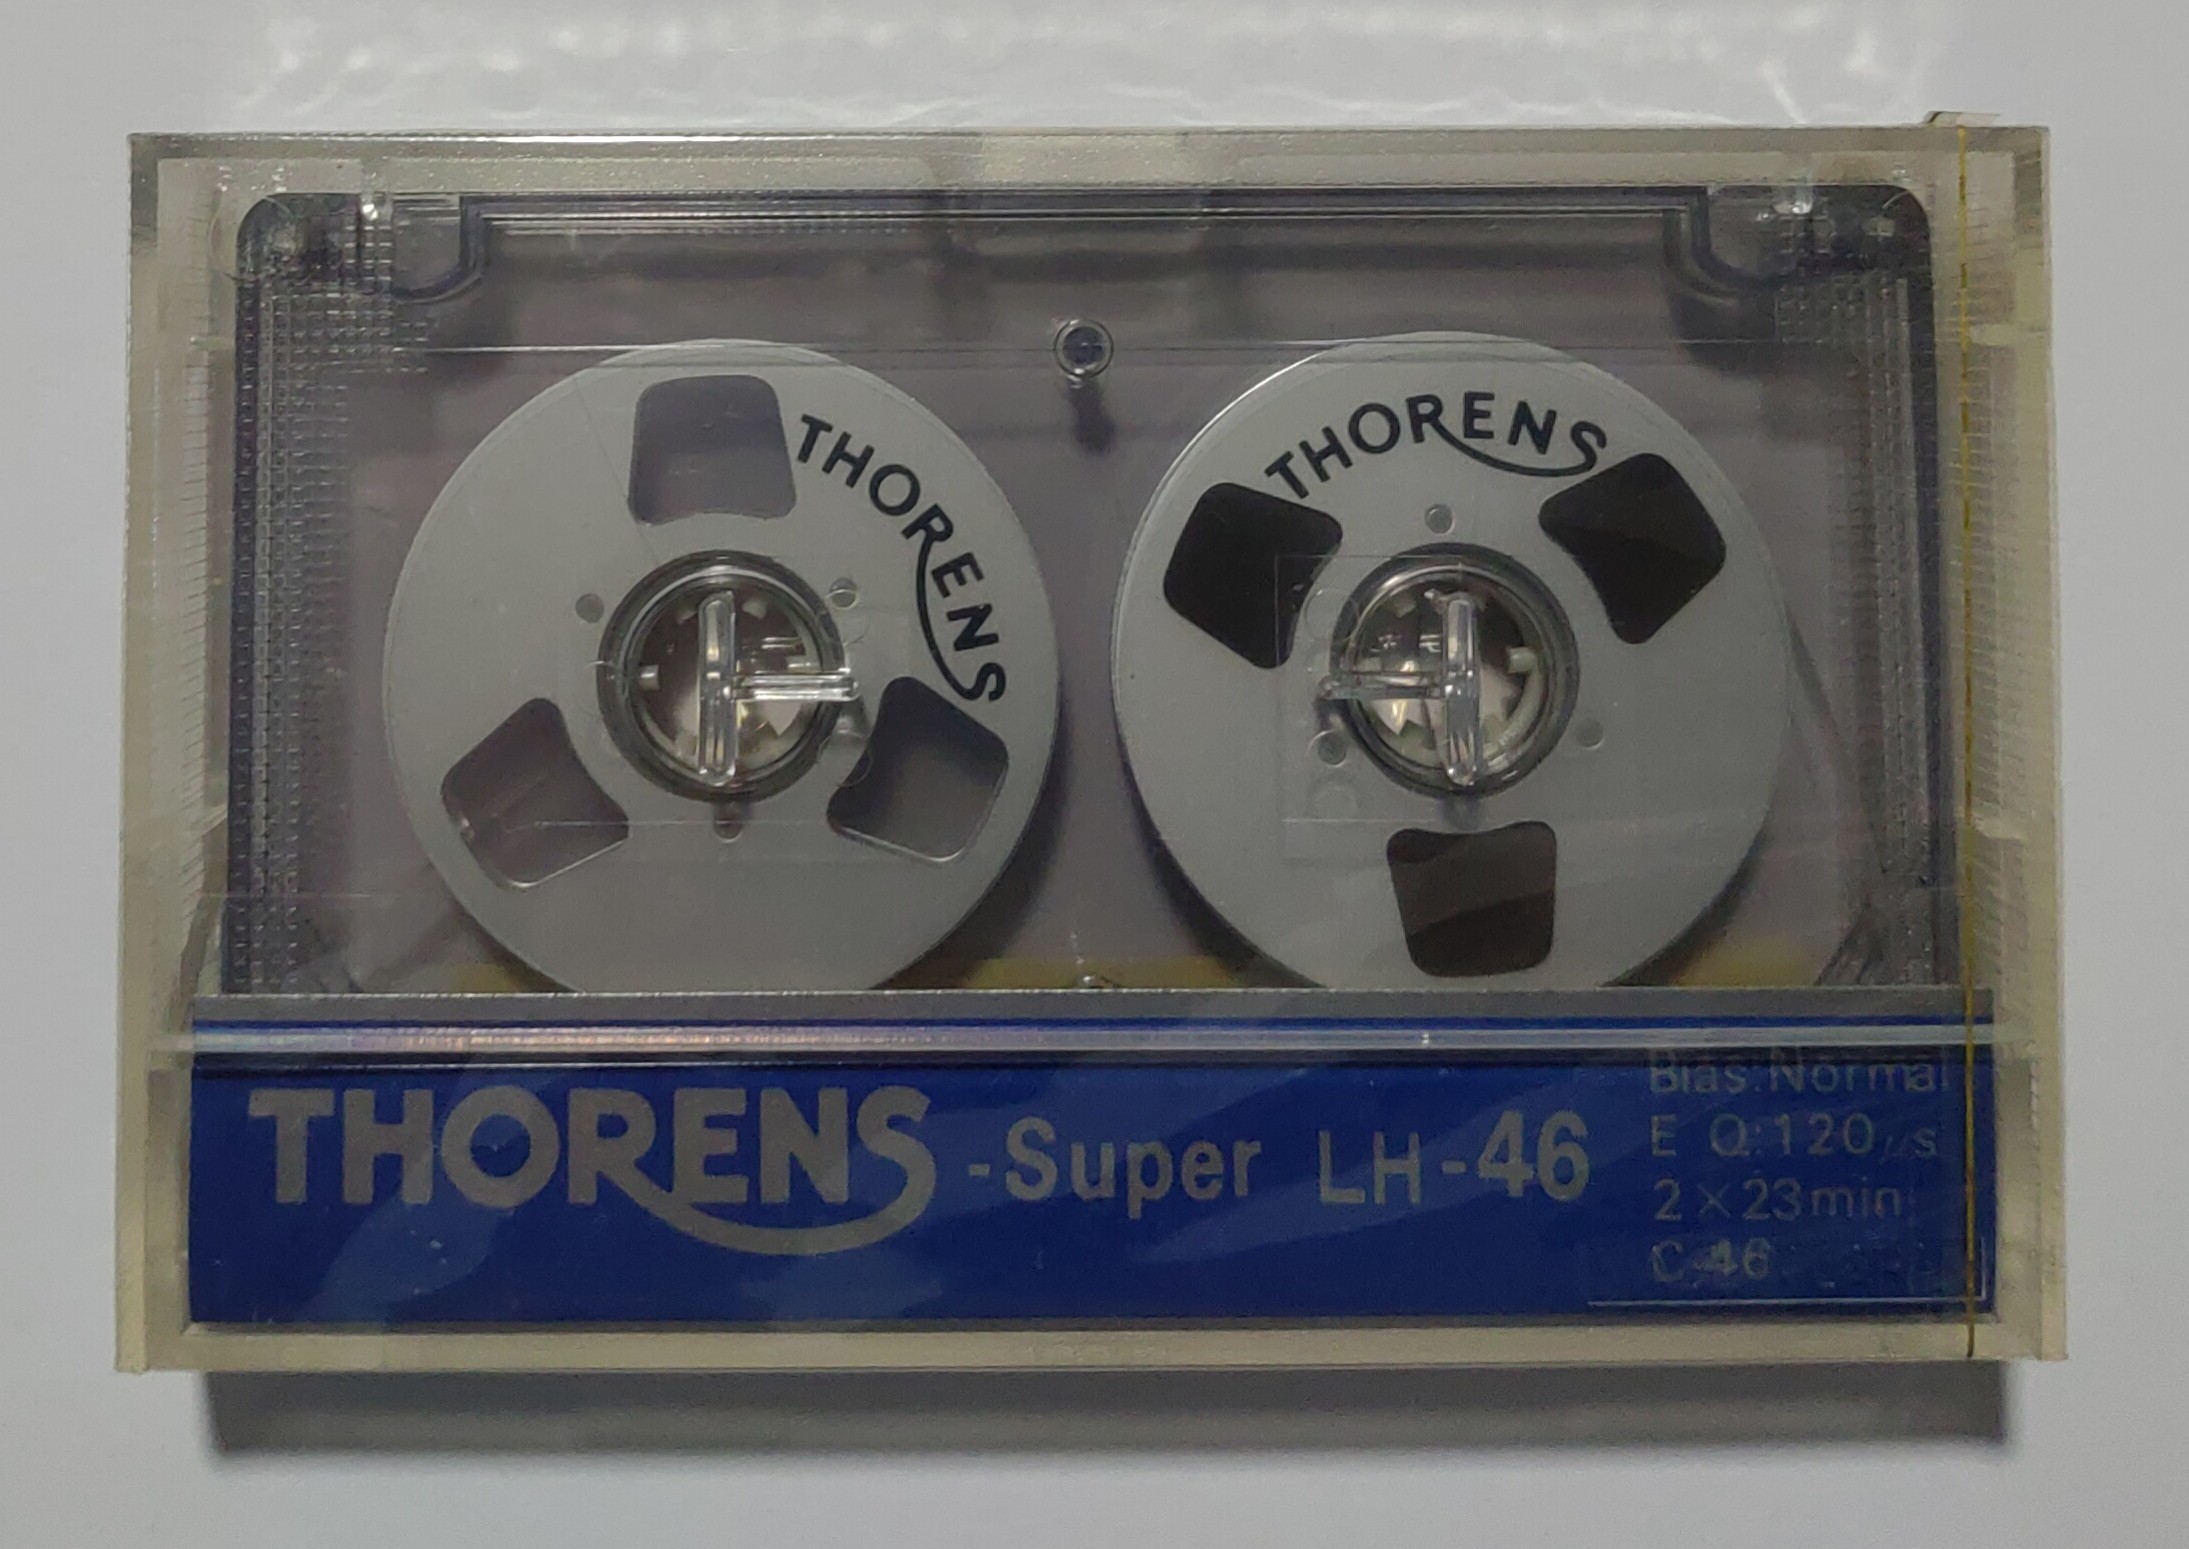 THORENS
THORENS
THORENS -Super LH-46
Bias:Normal
E Q:120μs
2×23min
C-46